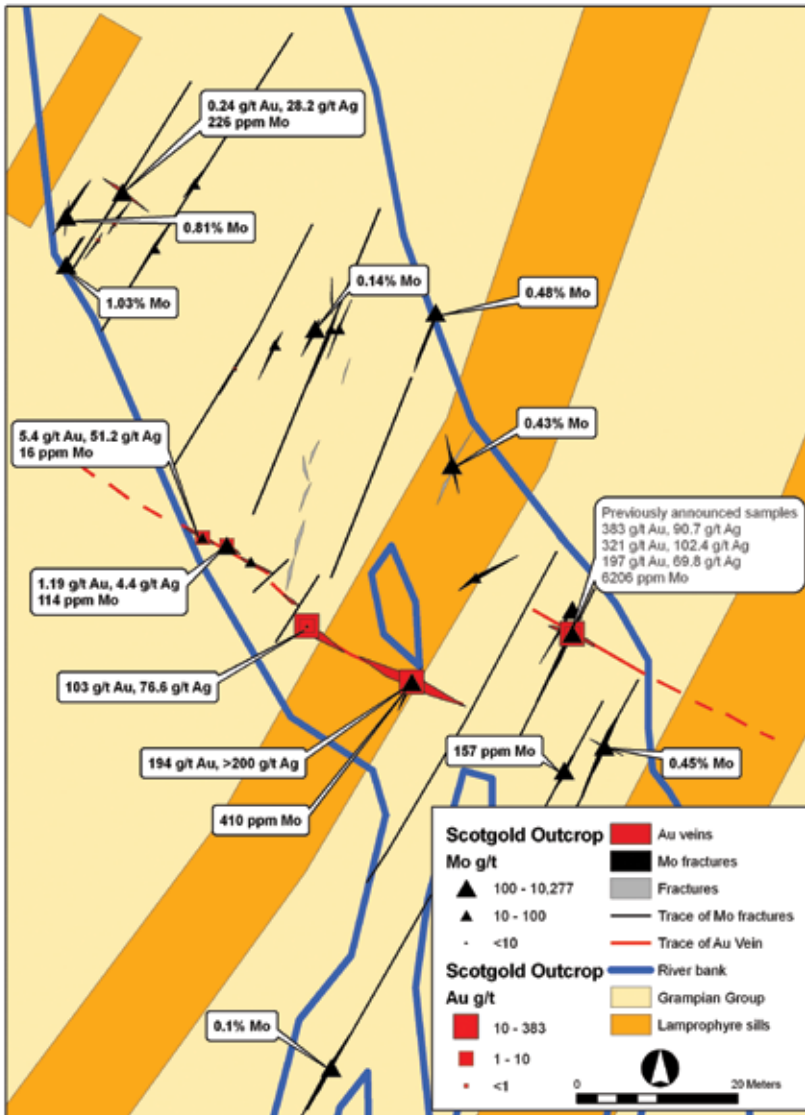 0.24 g/t Au, 28.2 g/t Ag
226 ppm Mo
0.81% Mo
1.03% Mo
0.14% Mo
0.48% Mo
5.4 g/t Au, 51.2 g/t Ag
16 ppm Mo
0.43% Mo
Previously announced samples
383 g/t Au, 90.7 g/t Ag
321 g/t Au, 102.4 g/t Ag
197 g/t Au, 69.8 g/t Ag
6206 ppm Mo
1.19 g/t Au, 4.4 g/t Ag
114 ppm Mo
103 g/t Au, 76.6 g/t Ag
194 g/t Au, >200 g/t Ag
157 ppm Mo
0.45% Mo
410 ppm Mo
0.1% Mo
Scotgold Outcrop
Mo g/t
100 - 10,277
10 - 100
<10
Scotgold Outcrop
Au g/t
10 - 383
1 - 10
<1
Au veins
Mo fractures
Fractures
Trace of Mo fractures
Trace of Au Vein
River bank
Grampian Group
Lamprophyre sills
0 20 Meters